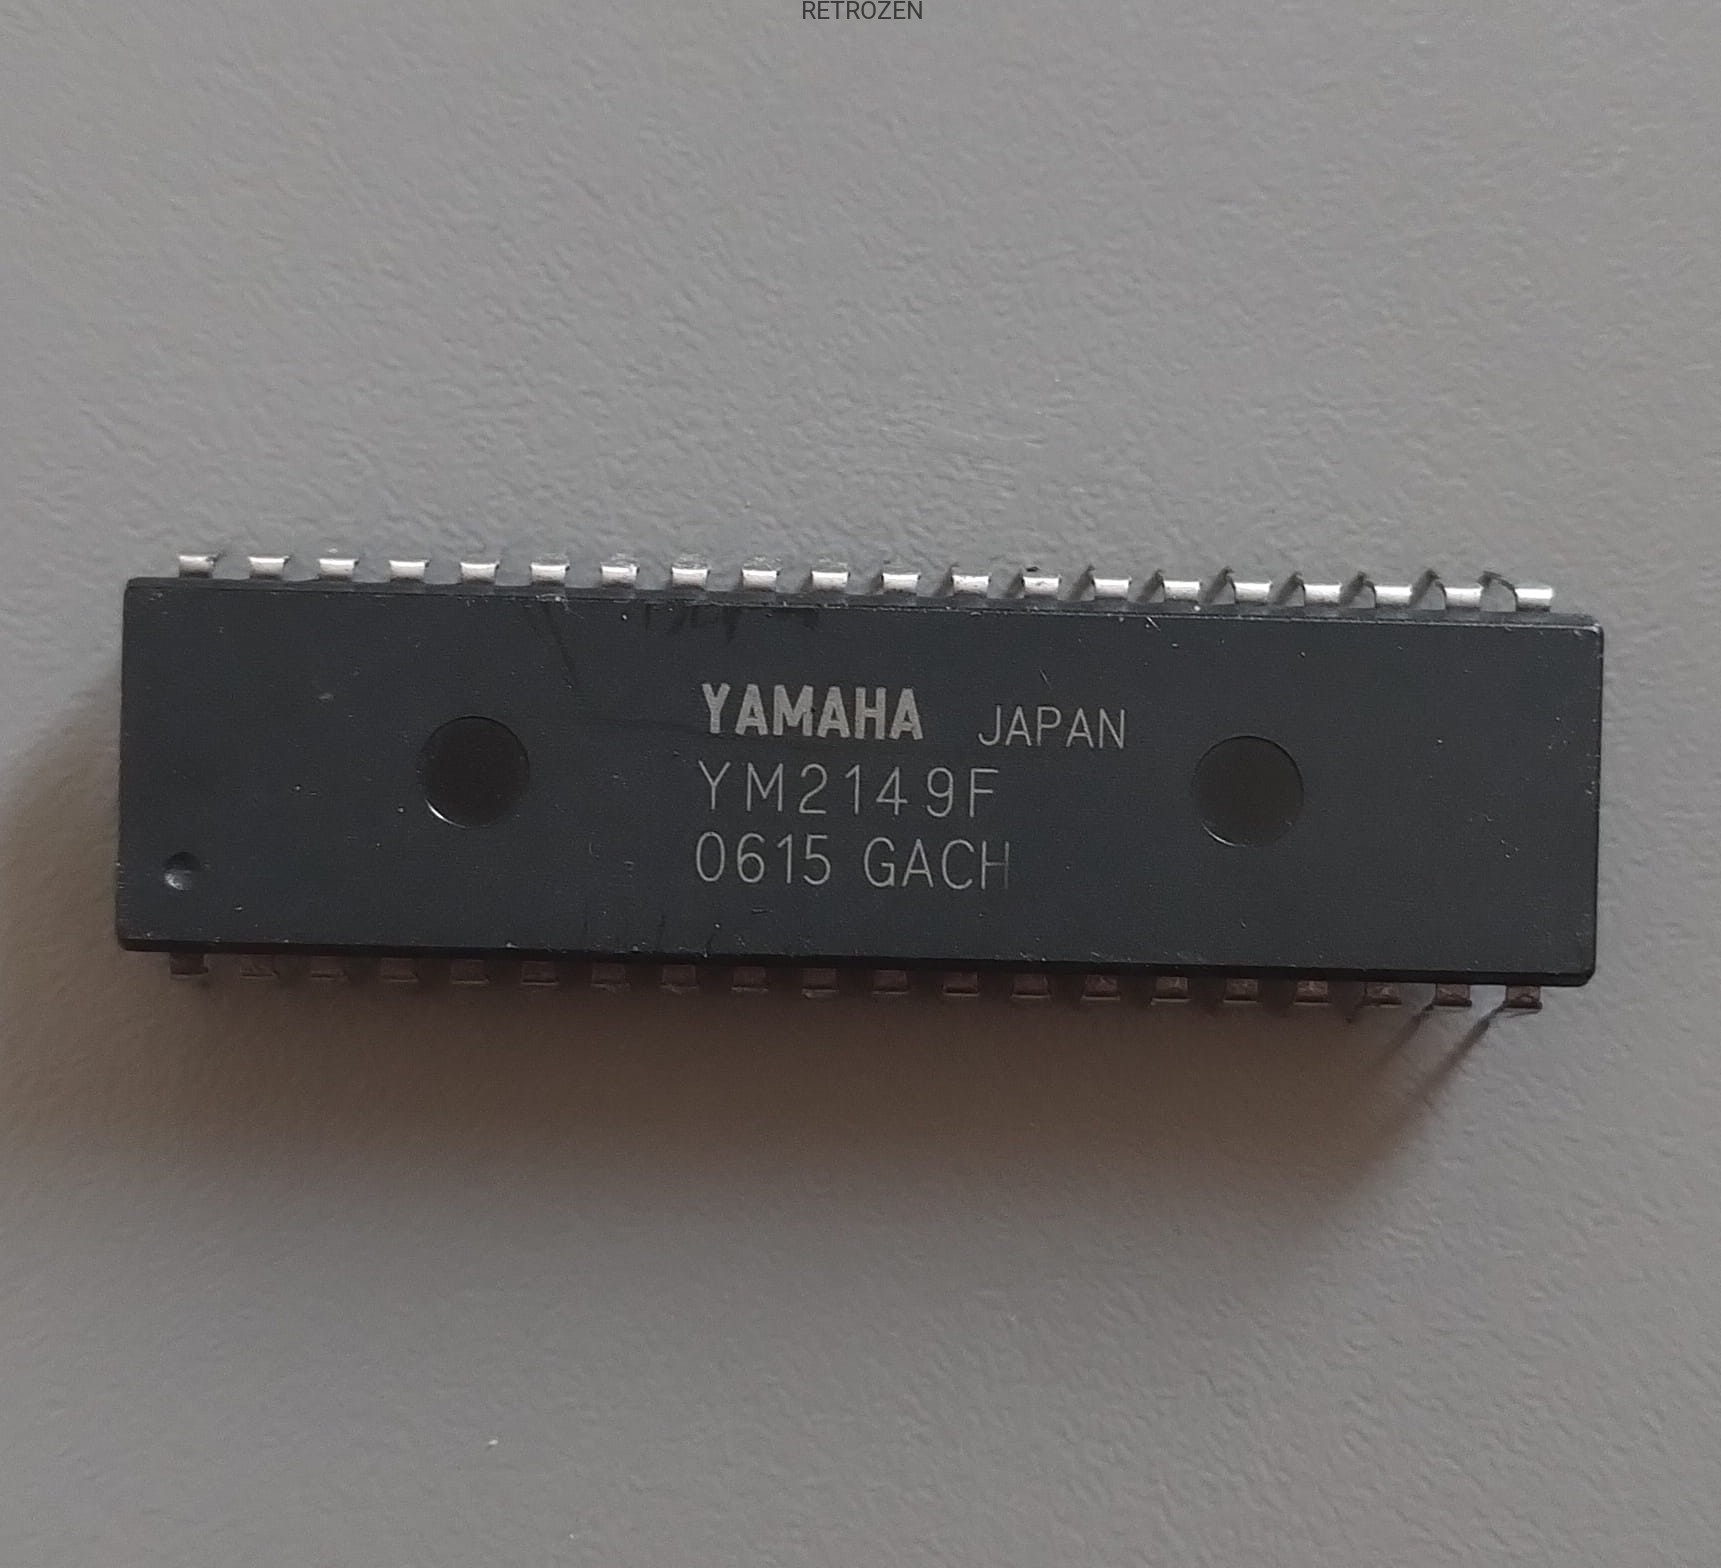 RETROZEN
YAMAHA JAPAN
YM2149F
0615 GACH